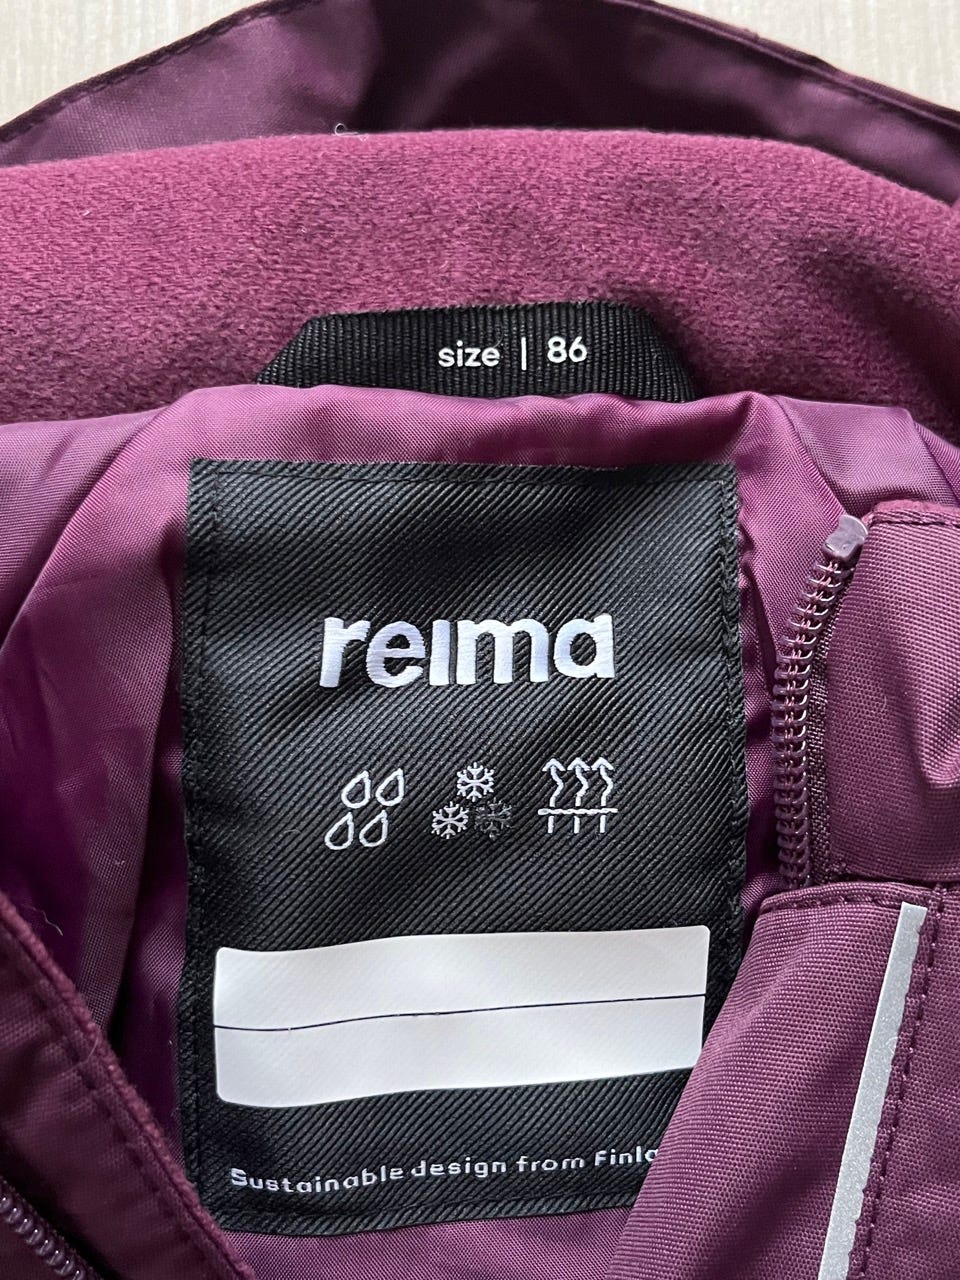 size | 86
reima
Sustainable design from Finla